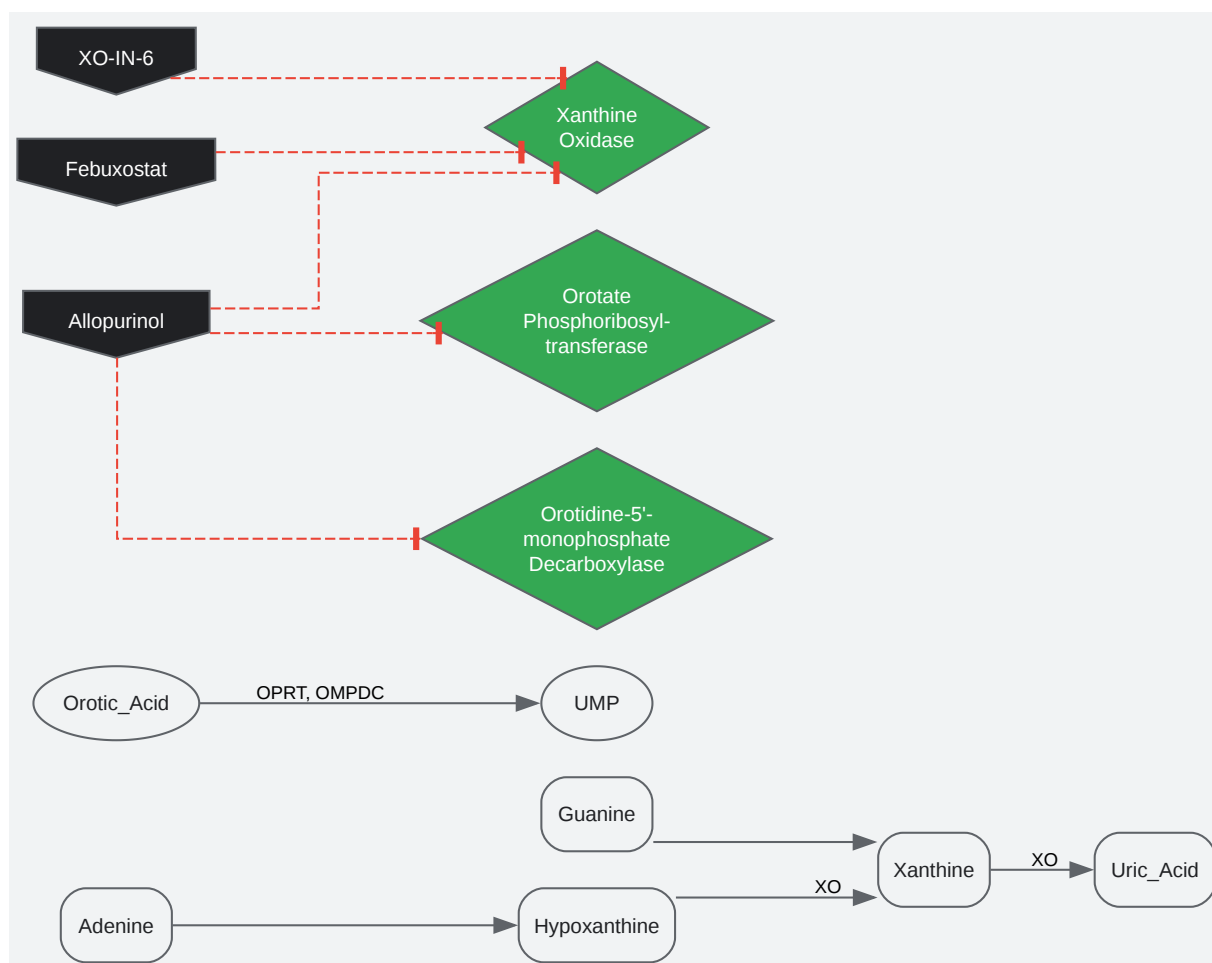 XO-IN-6
Xanthine
Oxidase
Febuxostat
Orotate
Phosphoribosyl-
transferase
Allopurinol
Orotidine-5'-
monophosphate
Decarboxylase
OPRT, OMPDC
Orotic_Acid
UMP
Guanine
XO
Xanthine
XO
Uric_Acid
Adenine
Hypoxanthine